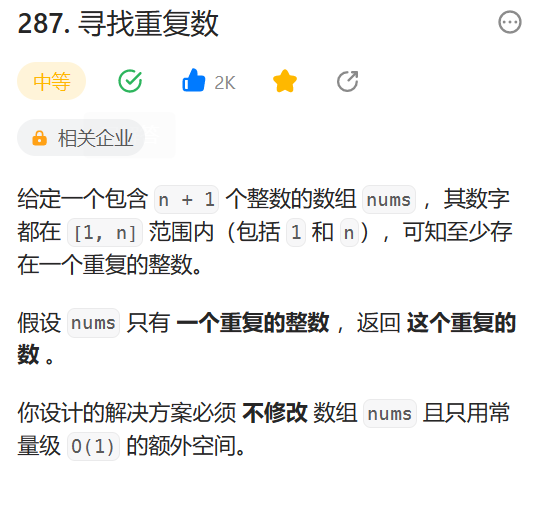 287. 寻找重复数
中等 2K
相关企业
给定一个包含 n + 1 个整数的数组 nums ，其数字
都在 [1, n] 范围内（包括 1 和 n），可知至少存
在一个重复的整数。
假设 nums 只有 一个重复的整数 ，返回 这个重复的
数 。
你设计的解决方案必须 不修改 数组 nums 且只用常
量级 O(1) 的额外空间。